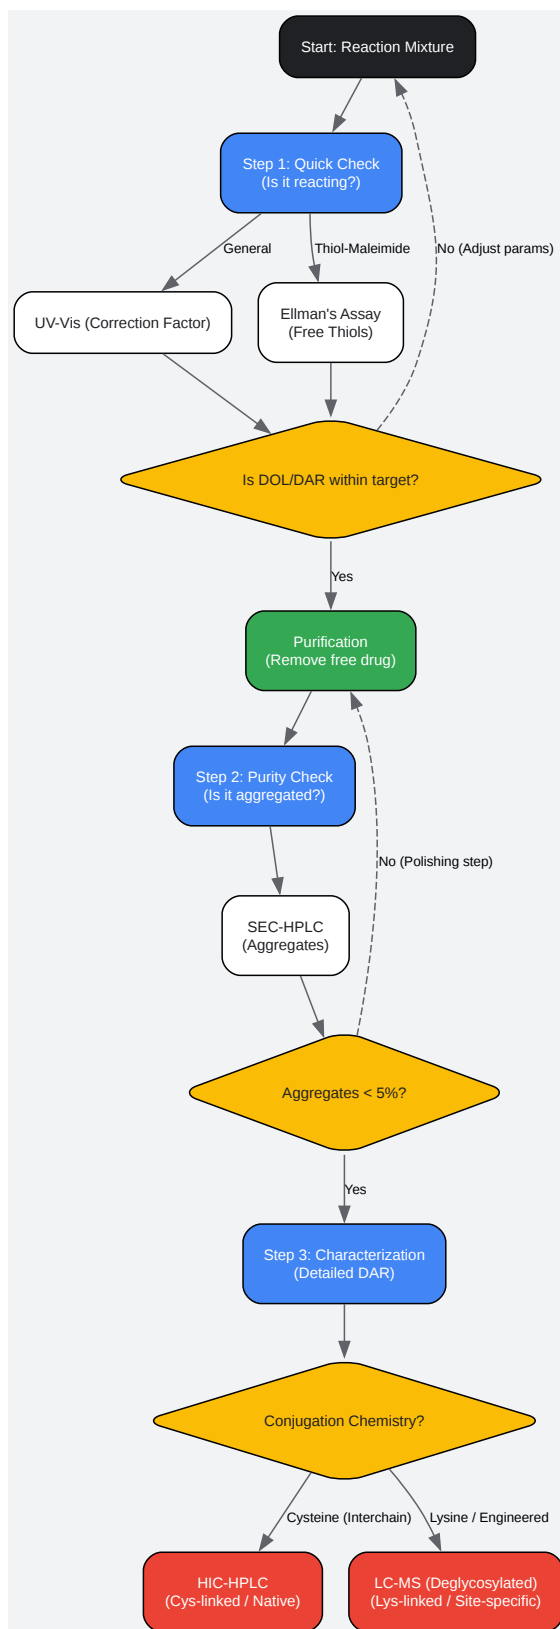 Start: Reaction Mixture
Step 1: Quick Check
(Is it reacting?)
General
Thiol-Maleimide
No (Adjust params)
UV-Vis (Correction Factor)
Ellman's Assay
(Free Thiols)
Is DOL/DAR within target?
Yes
Purification
(Remove free drug)
Step 2: Purity Check
(Is it aggregated?)
No (Polishing step)
SEC-HPLC
(Aggregates)
Aggregates < 5%?
Yes
Step 3: Characterization
(Detailed DAR)
Conjugation Chemistry?
Cysteine (Interchain)
Lysine / Engineered
HIC-HPLC
(Cys-linked / Native)
LC-MS (Deglycosylated)
(Lys-linked / Site-specific)